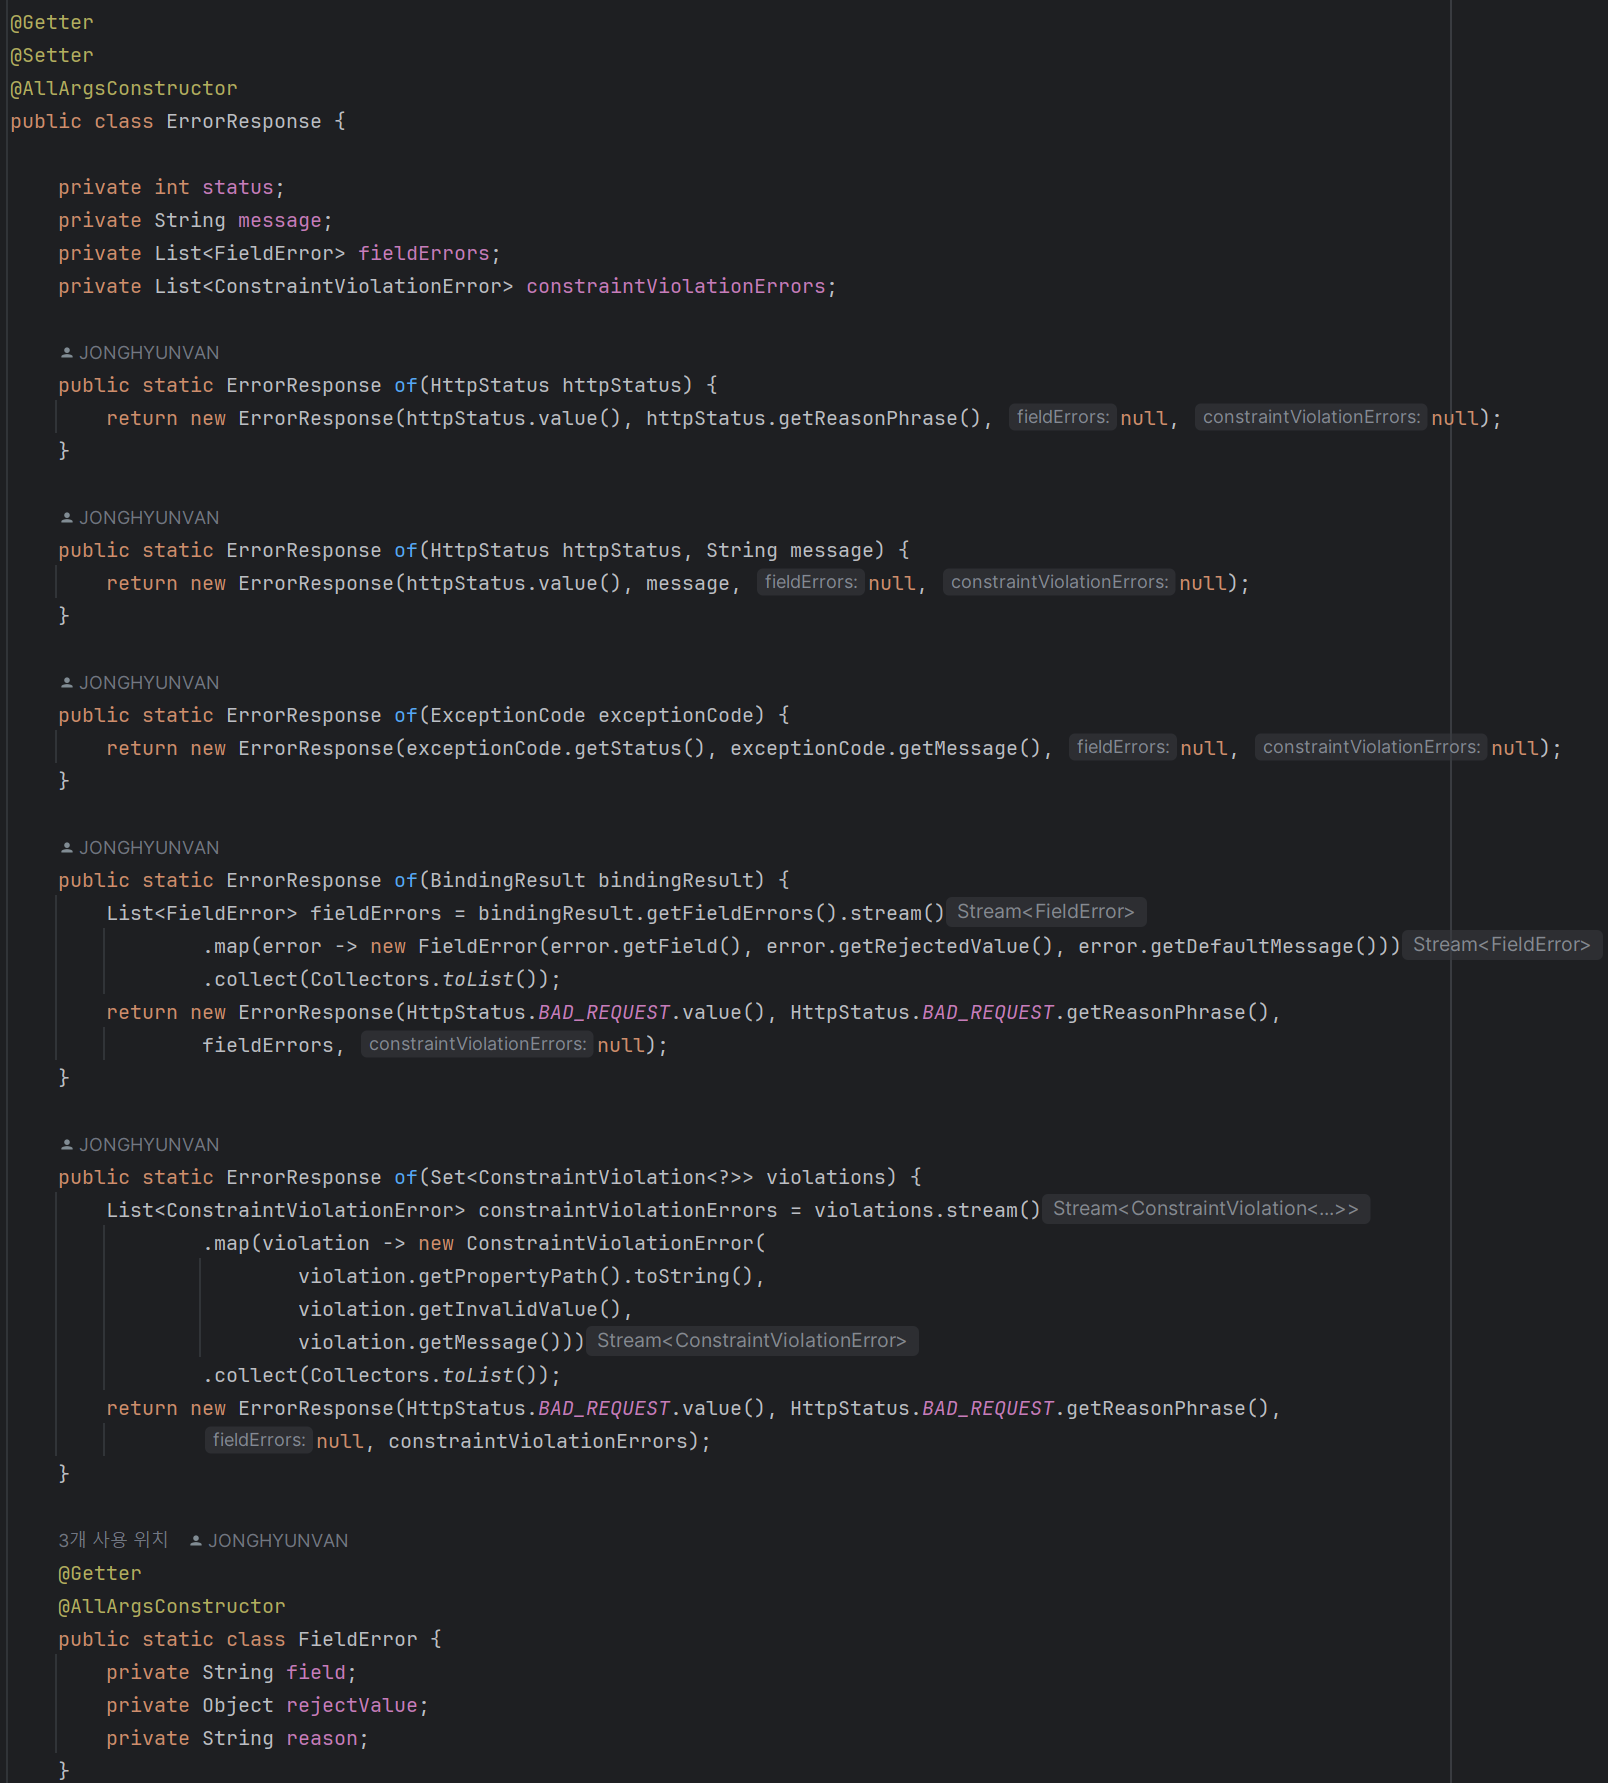 @Getter
@Setter
@AllArgsConstructor
public class ErrorResponse {
private int status;
private String message;
private List<FieldError> fieldErrors;
private List<ConstraintViolationError> constraintViolationErrors;
JONGHYUNVAN
public static ErrorResponse of(HttpStatus httpStatus) {
return new ErrorResponse(httpStatus.value(), httpStatus.getReasonPhrase(), fieldErrors: null, constraintViolationErrors: null);
}
JONGHYUNVAN
public static ErrorResponse of(HttpStatus httpStatus, String message) {
return new ErrorResponse(httpStatus.value(), message, fieldErrors: null, constraintViolationErrors: null);
}
JONGHYUNVAN
public static ErrorResponse of(ExceptionCode exceptionCode) {
return new ErrorResponse(exceptionCode.getStatus(), exceptionCode.getMessage(), fieldErrors: null, constraintViolationErrors: null);
}
JONGHYUNVAN
public static ErrorResponse of(BindingResult bindingResult) {
List<FieldError> fieldErrors = bindingResult.getFieldErrors().stream() Stream<FieldError>
.map(error -> new FieldError(error.getField(), error.getRejectedValue(), error.getDefaultMessage())) Stream<FieldError>
.collect(Collectors.toList());
return new ErrorResponse(HttpStatus.BAD_REQUEST.value(), HttpStatus.BAD_REQUEST.getReasonPhrase(),
fieldErrors, constraintViolationErrors: null);
}
JONGHYUNVAN
public static ErrorResponse of(Set<ConstraintViolation<?>> violations) {
List<ConstraintViolationError> constraintViolationErrors = violations.stream() Stream<ConstraintViolation<...>>
.map(violation -> new ConstraintViolationError(
violation.getPropertyPath().toString(),
violation.getInvalidValue(),
violation.getMessage())) Stream<ConstraintViolationError>
.collect(Collectors.toList());
return new ErrorResponse(HttpStatus.BAD_REQUEST.value(), HttpStatus.BAD_REQUEST.getReasonPhrase(),
fieldErrors: null, constraintViolationErrors);
}
3개 사용 위치 JONGHYUNVAN
@Getter
@AllArgsConstructor
public static class FieldError {
private String field;
private Object rejectValue;
private String reason;
}